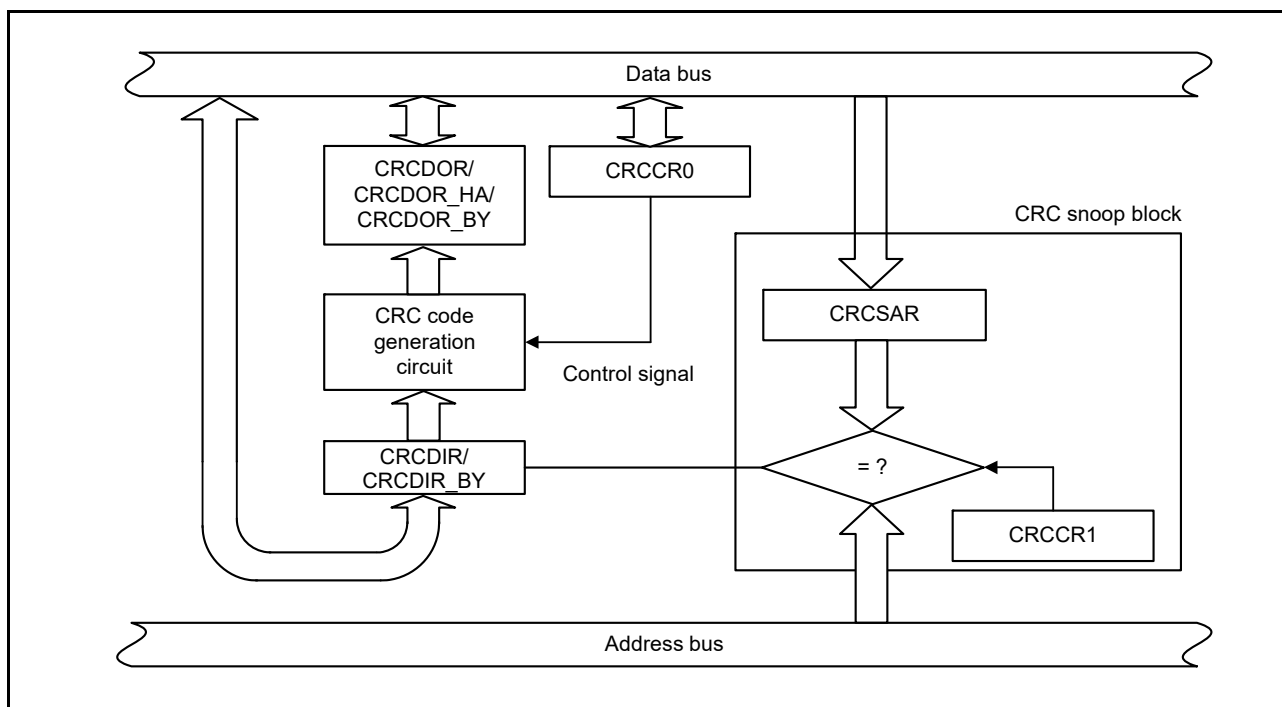 Data bus
CRCDOR/
CRCDOR_HA/
CRCDOR_BY
CRCCR0
CRC snoop block
CRC code
generation
circuit
CRCSAR
Control signal
CRCDIR/
CRCDIR_BY
= ?
CRCCR1
Address bus